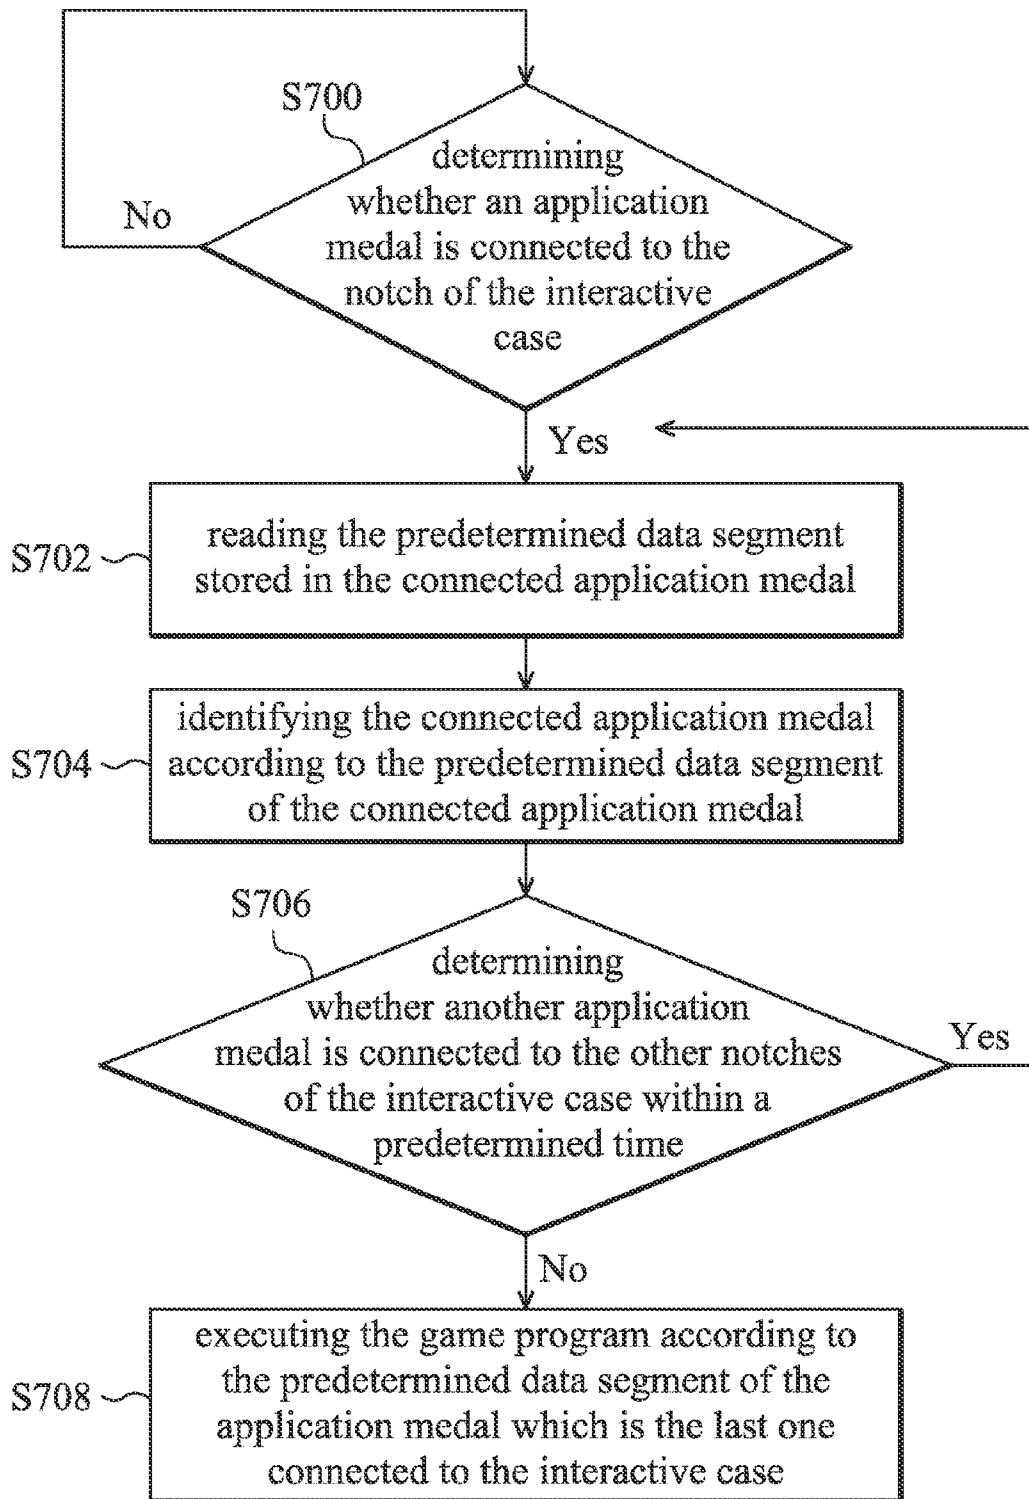 S700
determining
whether an application
medal is connected to the
notch of the interactive
case
No
Yes
S702
reading the predetermined data segment
stored in the connected application medal
S704
identifying the connected application medal
according to the predetermined data segment
of the connected application medal
S706
determining
whether another application
medal is connected to the other notches
of the interactive case within a
predetermined time
Yes
No
S708
executing the game program according to
the predetermined data segment of the
application medal which is the last one
connected to the interactive case